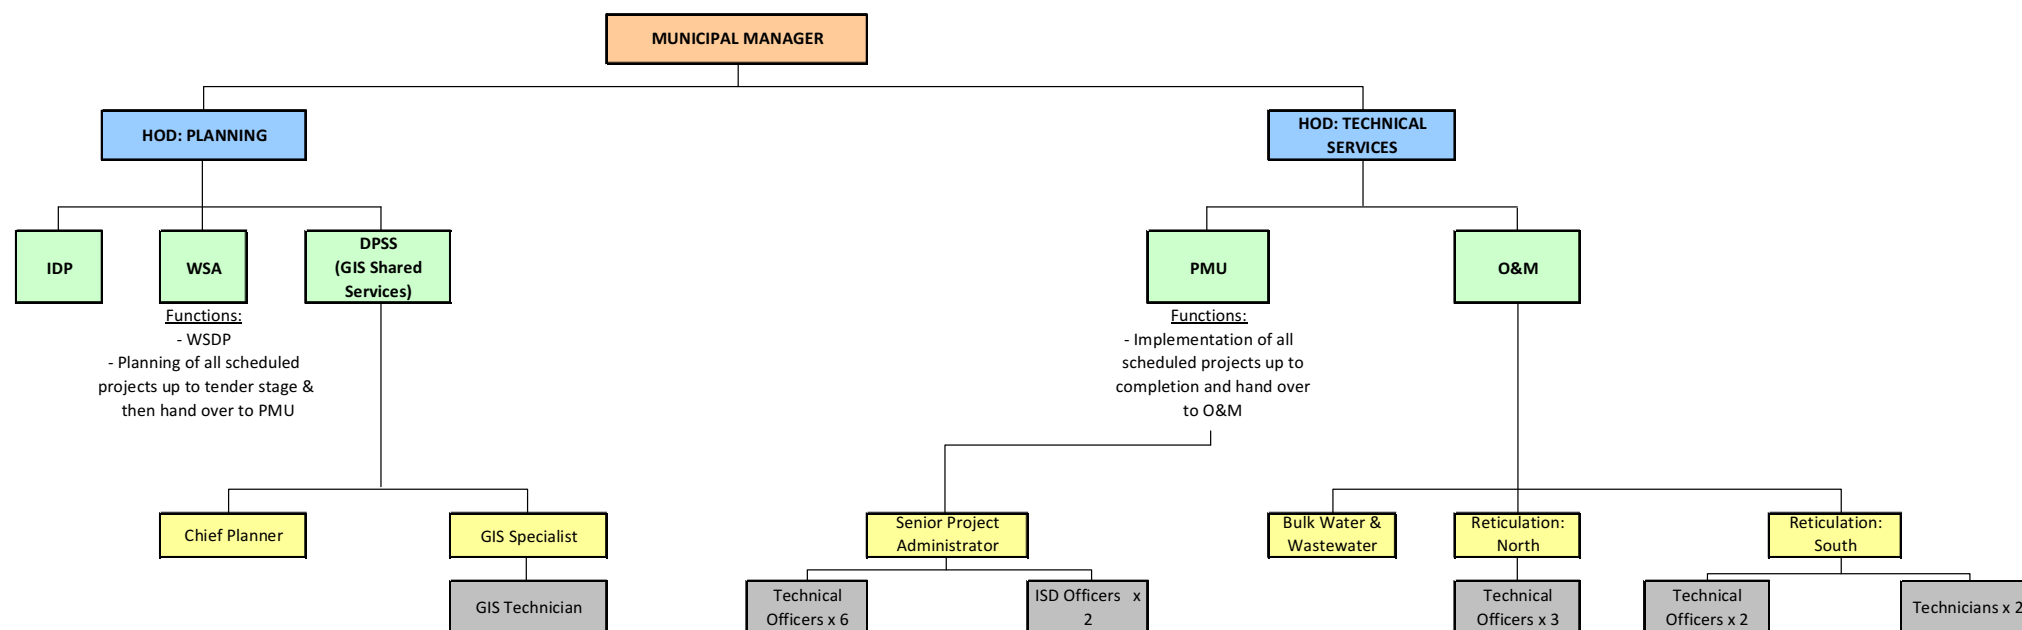 MUNICIPAL MANAGER
HOD: PLANNING
HOD: TECHNICAL
SERVICES
IDP
WSA
DPSS
(GIS Shared
Services)
PMU
O&M
Functions:
- WSDP
- Planning of all scheduled
projects up to tender stage &
then hand over to PMU
Functions:
- Implementation of all
scheduled projects up to
completion and hand over
to O&M
Chief Planner
GIS Specialist
Senior Project
Administrator
Bulk Water &
Wastewater
Reticulation:
North
Reticulation:
South
GIS Technician
Technical
Officers x 6
ISD Officers x
2
Technical
Officers x 3
Technical
Officers x 2
Technicians x 2